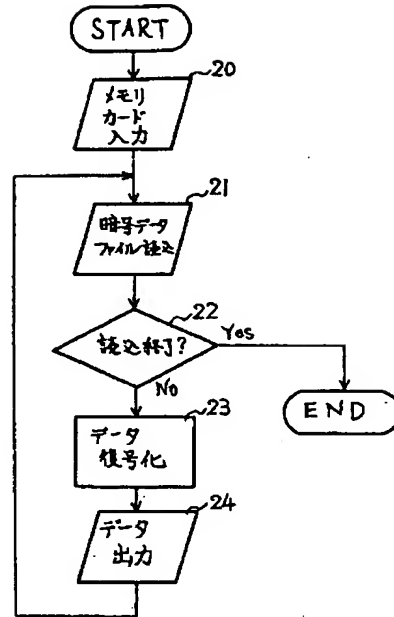 START
20
メモリ
カード
入力
21
暗号データ
ファイル読込
22
読込終了?
Yes
No
END
23
データ
復号化
24
データ
出力